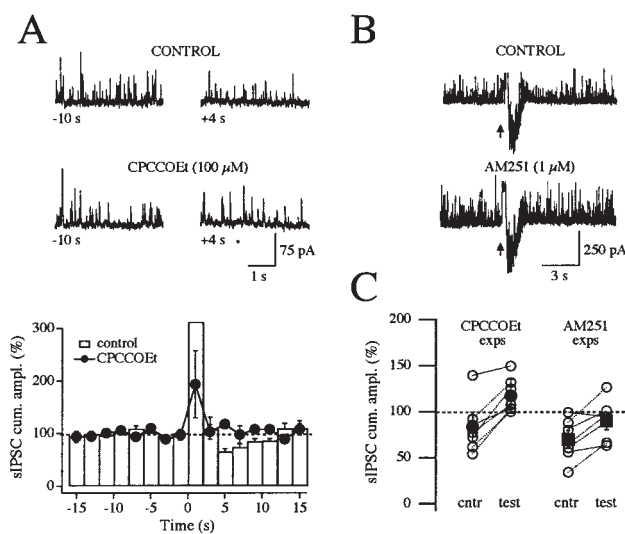 A
CONTROL
-10 s
+4 s
CPCCOEt (100 µM)
-10 s
+4 s
75 pA
1 s
B
CONTROL
AM251 (1 µM)
250 pA
3 s
sIPSC cum. ampl. (%)
300
200
100
0
control
CPCCOEt
-15
-10
-5
0
5
10
15
Time (s)
C
sIPSC cum. ampl. (%)
150
100
50
0
200
CPCCOEt
exps
AM251
exps
cntr
test
cntr
test